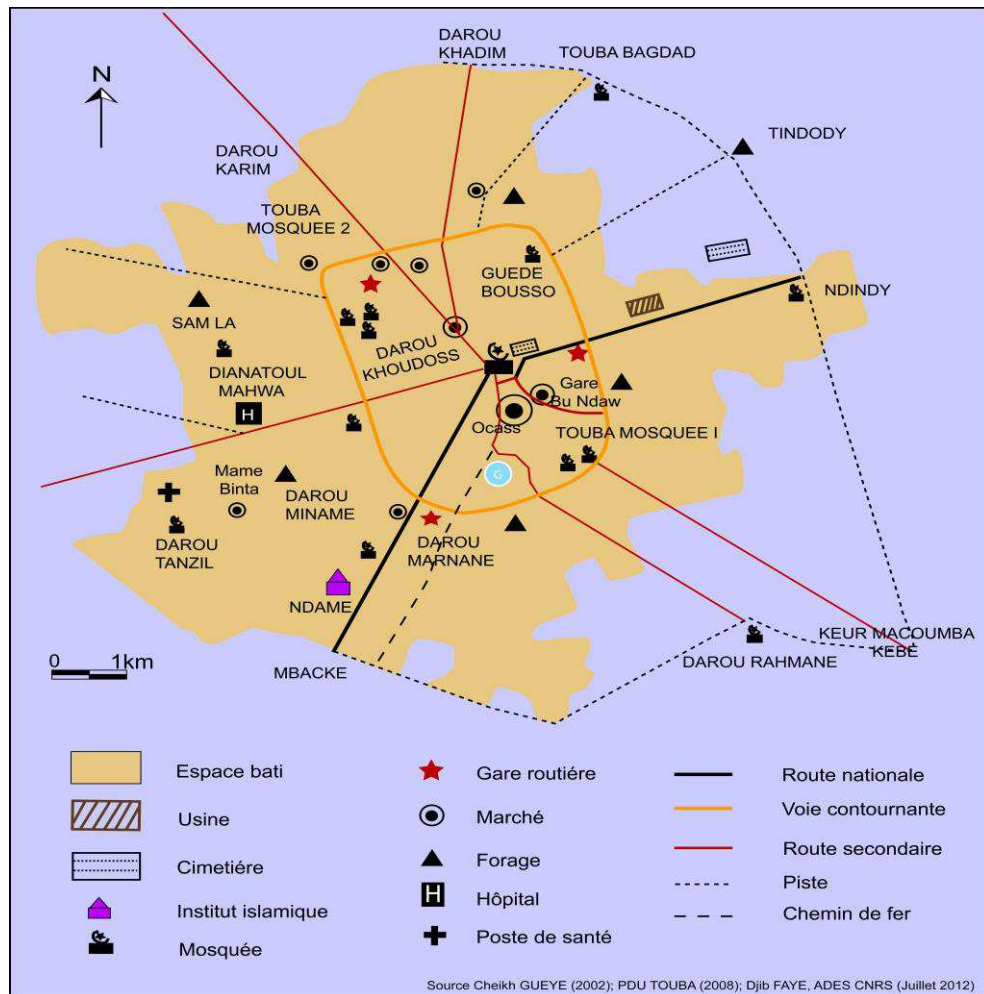 DAROU
KHADIM
TOUBA BAGDAD
N
TINDODY
DAROU
KARIM
TOUBA
MOSQUEE 2
GUEDE
BOUSSO
NDINDY
SAM LA
DAROU
KHOUDOSS
DIANATOUL
MAHWA
Gare
Bu Ndaw
H
Ocass
TOUBA MOSQUEE I
Mame
Binta
G
DAROU
MINAME
DAROU
TANZIL
DAROU
MARNANE
NDAME
KEUR MACOUMBA
KEBE
DAROU RAHMANE
0 1km
MBACKE
Espace bati
Usine
Cimetiére
Institut islamique
Mosquée
Gare routiére
Marché
Forage
H Hôpital
Poste de santé
Route nationale
Voie contournante
Route secondaire
Piste
Chemin de fer
Source Cheikh GUEYE (2002); PDU TOUBA (2008); Djib FAYE, ADES CNRS (Juillet 2012)